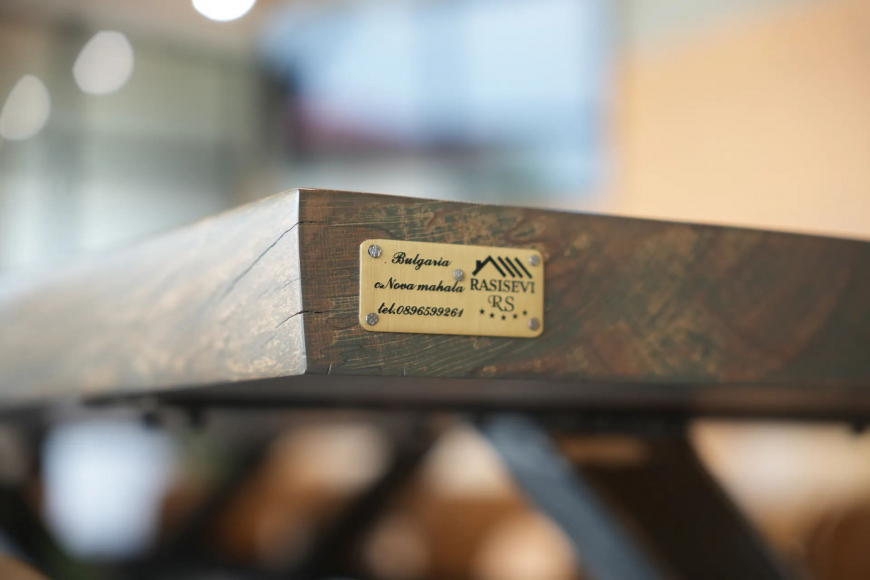 Bulgaria
c.Nova mahala
tel.0896599261
RASISEVI
RS